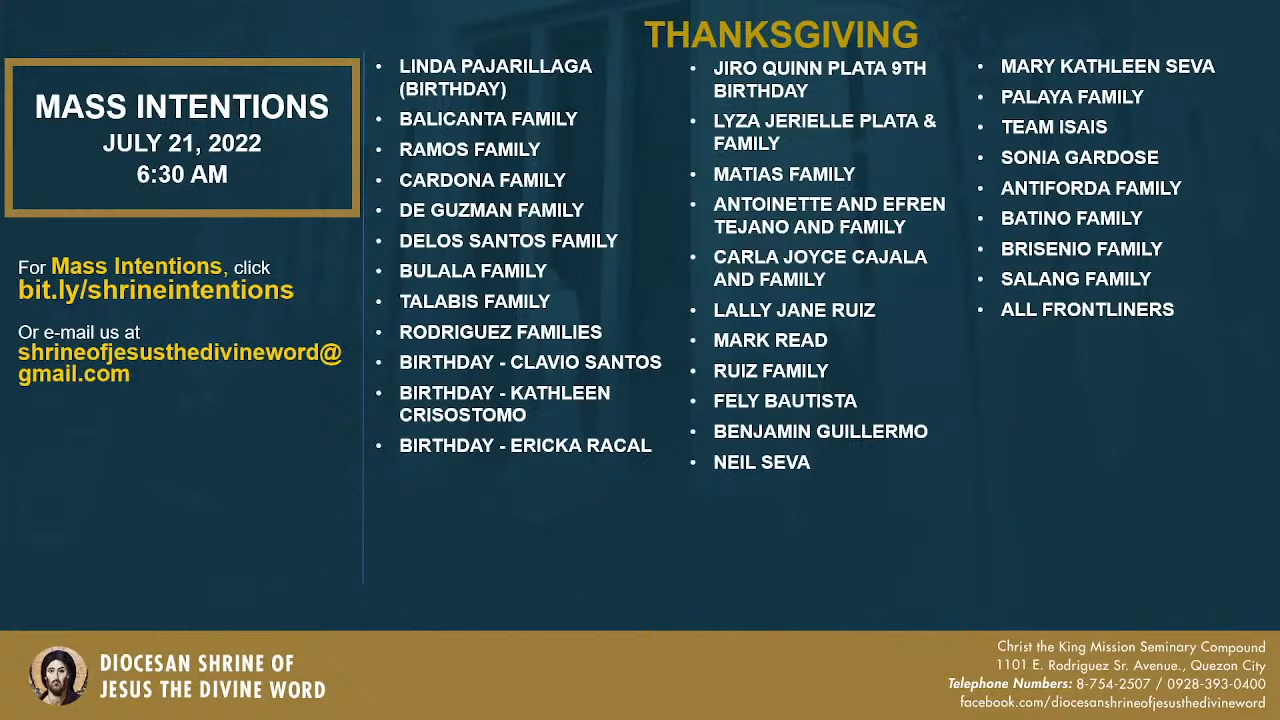 THANKSGIVING
MASS INTENTIONS
JULY 21, 2022
6:30 AM
For Mass Intentions, click
bit.ly/shrineintentions
Or e-mail us at
shrineofjesusthedivineword@
gmail.com
• LINDA PAJARILLAGA
(BIRTHDAY)
• BALICANTA FAMILY
• RAMOS FAMILY
• CARDONA FAMILY
• DE GUZMAN FAMILY
• DELOS SANTOS FAMILY
• BULALA FAMILY
• TALABIS FAMILY
• RODRIGUEZ FAMILIES
• BIRTHDAY - CLAVIO SANTOS
• BIRTHDAY - KATHLEEN
CRISOSTOMO
• BIRTHDAY - ERICKA RACAL
• JIRO QUINN PLATA 9TH
BIRTHDAY
• LYZA JERIELLE PLATA &
FAMILY
• MATIAS FAMILY
• ANTOINETTE AND EFREN
TEJANO AND FAMILY
• CARLA JOYCE CAJALA
AND FAMILY
• LALLY JANE RUIZ
• MARK READ
• RUIZ FAMILY
• FELY BAUTISTA
• BENJAMIN GUILLERMO
• NEIL SEVA
• MARY KATHLEEN SEVA
• PALAYA FAMILY
• TEAM ISAIS
• SONIA GARDOSE
• ANTIFORDA FAMILY
• BATINO FAMILY
• BRISENIO FAMILY
• SALANG FAMILY
• ALL FRONTLINERS
DIOCESAN SHRINE OF
JESUS THE DIVINE WORD
Christ the King Mission Seminary Compound
1101 E. Rodriguez Sr. Avenue., Quezon City
Telephone Numbers: 8-754-2507 / 0928-393-0400
facebook.com/diocesanshrineofjesusthedivineword